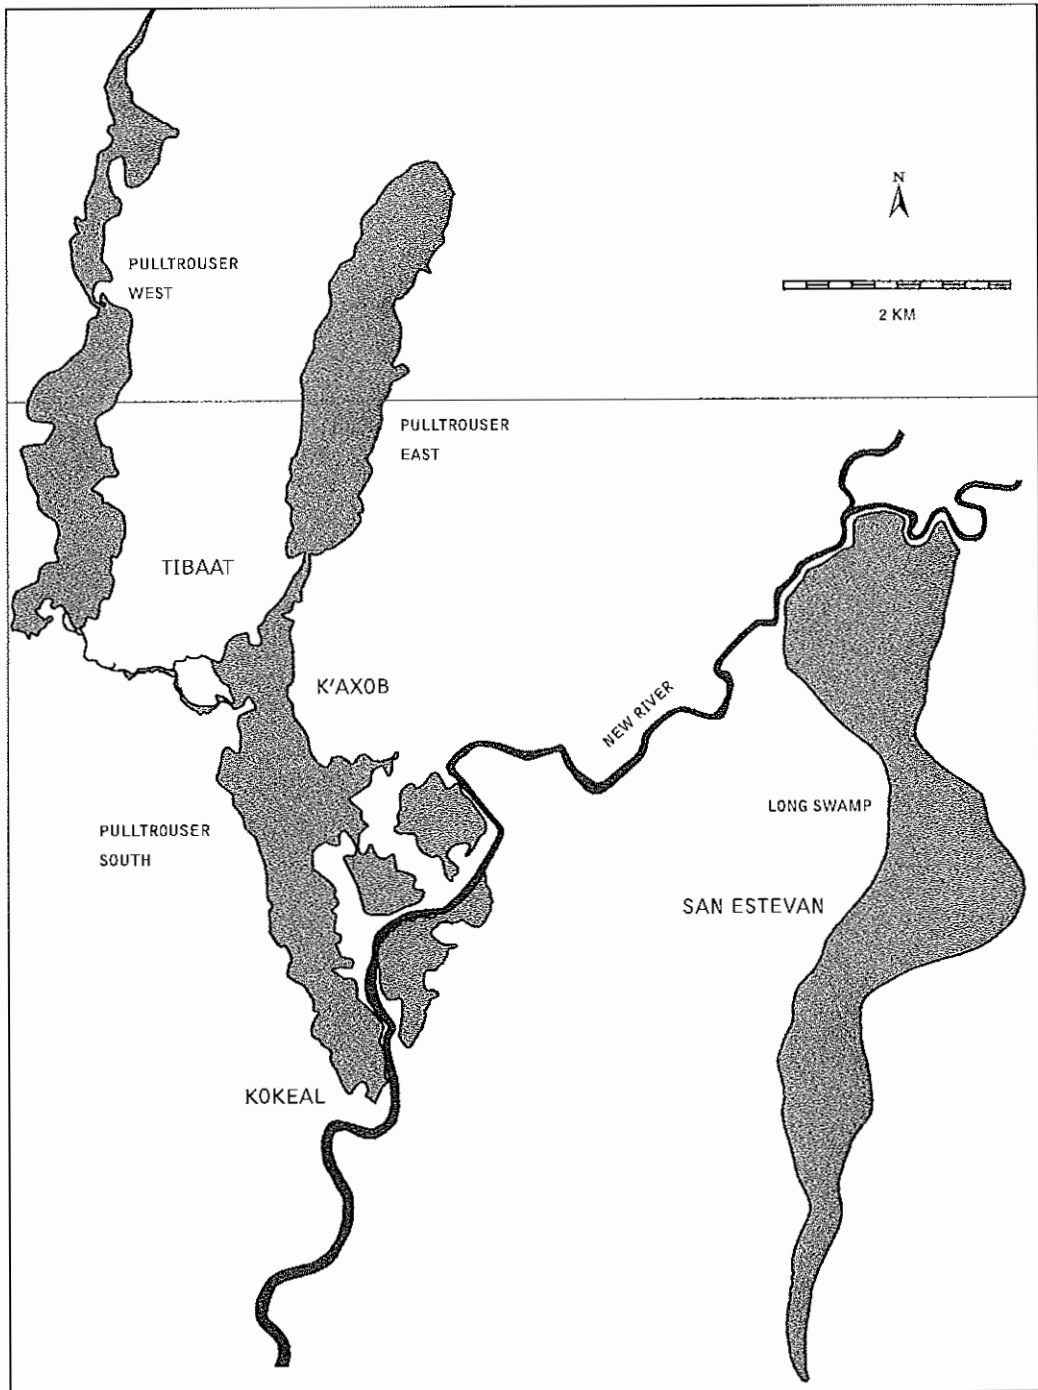 N
PULLTROUSER
WEST
2 KM
PULLTROUSER
EAST
TIBAAT
K'AXOB
NEW RIVER
LONG SWAMP
PULLTROUSER
SOUTH
SAN ESTEVAN
KOKEAL